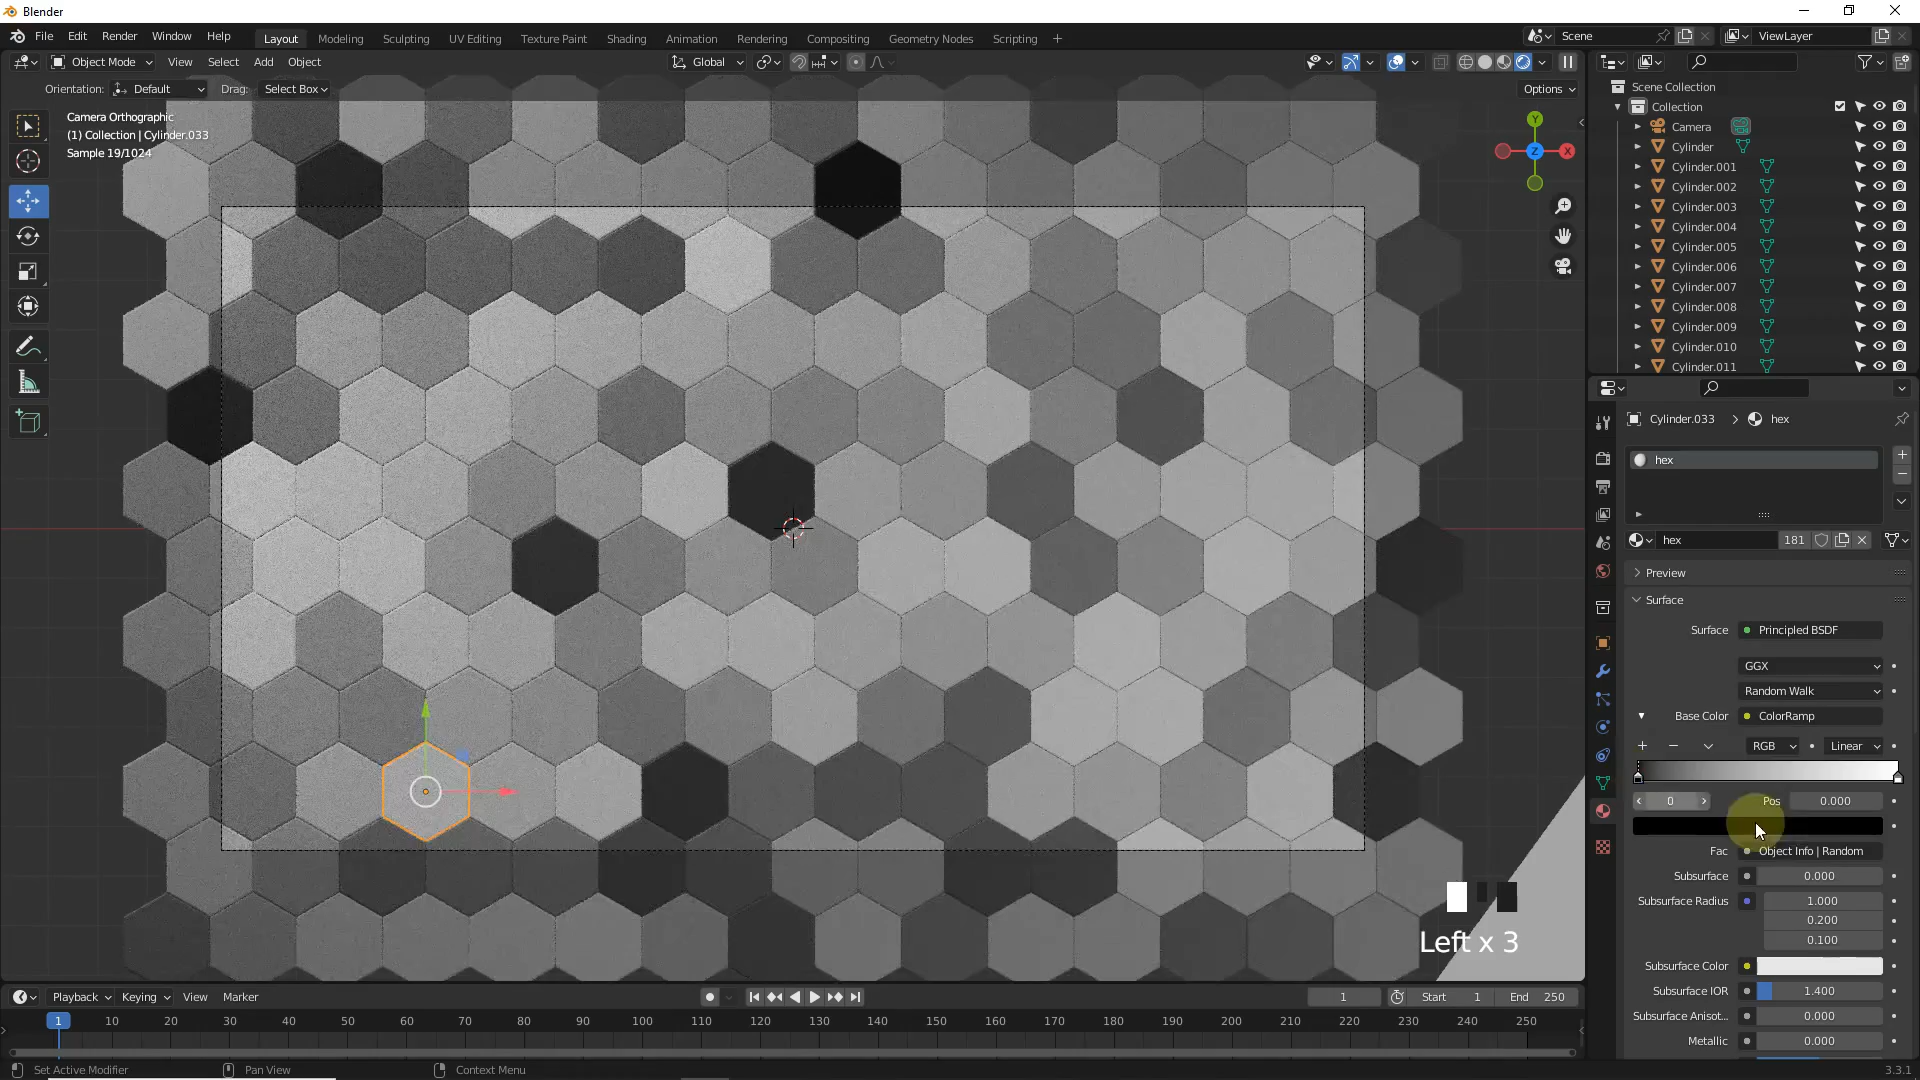 Blender
File Edit Render Window Help
Layout Modeling Sculpting UV Editing Texture Paint Shading Animation Rendering Compositing Geometry Nodes Scripting +
Scene
ViewLayer
Object Mode View Select Add Object
Global
Orientation: Default Drag: Select Box
Options
Camera Orthographic
(1) Collection | Cylinder.033
Sample 19/1024
Y
Z
X
Scene Collection
Collection
Camera
Cylinder
Cylinder.001
Cylinder.002
Cylinder.003
Cylinder.004
Cylinder.005
Cylinder.006
Cylinder.007
Cylinder.008
Cylinder.009
Cylinder.010
Cylinder.011
Cylinder.033 > hex
hex
hex 181
Preview
Surface
Surface Principled BSDF
GGX
Random Walk
Base Color ColorRamp
RGB Linear
0 Pos 0.000
Fac Object Info | Random
Subsurface 0.000
Subsurface Radius 1.000
0.200
0.100
Subsurface Color
Subsurface IOR 1.400
Subsurface Anisot... 0.000
Metallic 0.000
Left x 3
Playback Keying View Marker
1 Start 1 End 250
1 10 20 30 40 50 60 70 80 90 100 110 120 130 140 150 160 170 180 190 200 210 220 230 240 250
Set Active Modifier Pan View Context Menu
3.3.1